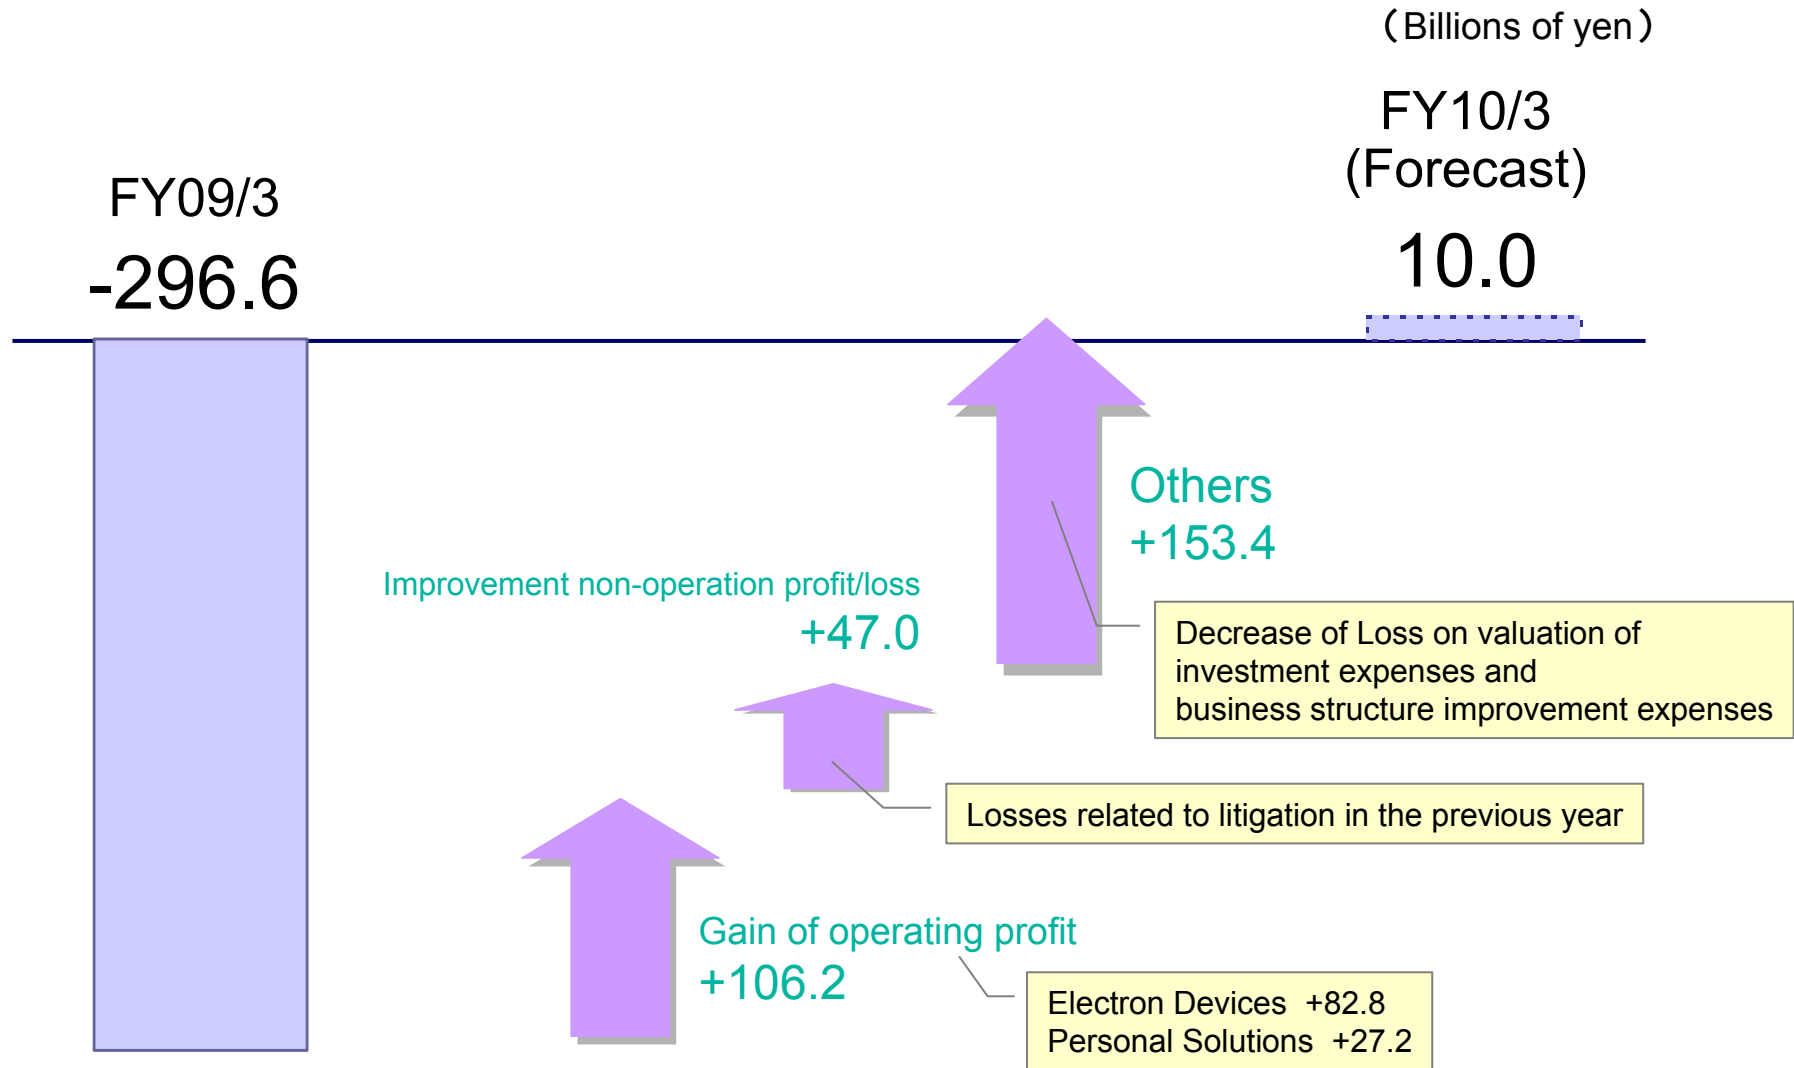 （Billions of yen）
FY10/3
(Forecast)
10.0
FY09/3
-296.6
Others
+153.4
Improvement non-operation profit/loss
+47.0
Decrease of Loss on valuation of
investment expenses and
business structure improvement expenses
Losses related to litigation in the previous year
Gain of operating profit
+106.2
Electron Devices +82.8
Personal Solutions +27.2